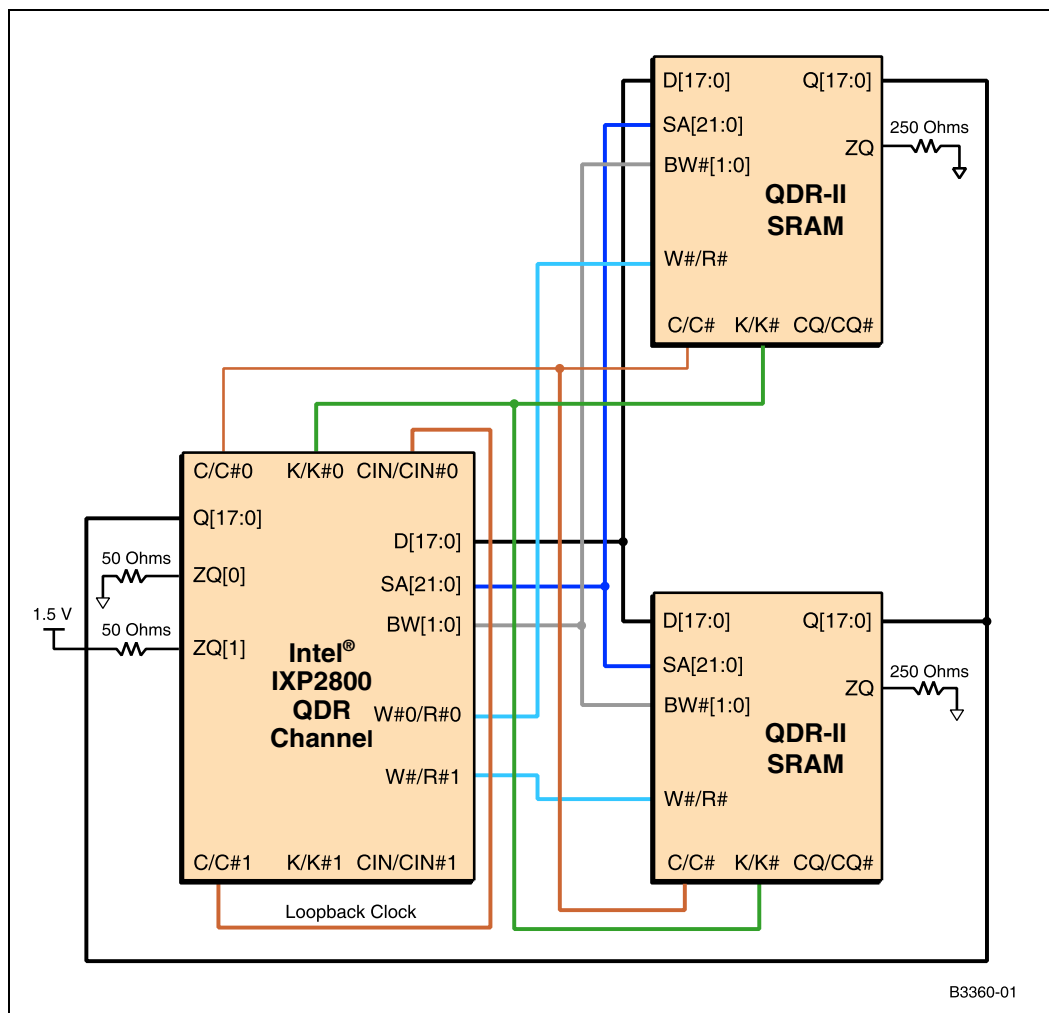 D[17:0]
Q[17:0]
SA[21:0]
250 Ohms
ZQ
BW#[1:0]
QDR-II
SRAM
W#/R#
C/C#
K/K#
CQ/CQ#
C/C#0
K/K#0
CIN/CIN#0
Q[17:0]
D[17:0]
50 Ohms
ZQ[0]
SA[21:0]
1.5 V
50 Ohms
BW[1:0]
ZQ[1]
Intel®
IXP2800
QDR
Channel
W#0/R#0
W#/R#1
C/C#1
K/K#1
CIN/CIN#1
Loopback Clock
D[17:0]
Q[17:0]
SA[21:0]
250 Ohms
ZQ
BW#[1:0]
QDR-II
SRAM
W#/R#
C/C#
K/K#
CQ/CQ#
B3360-01